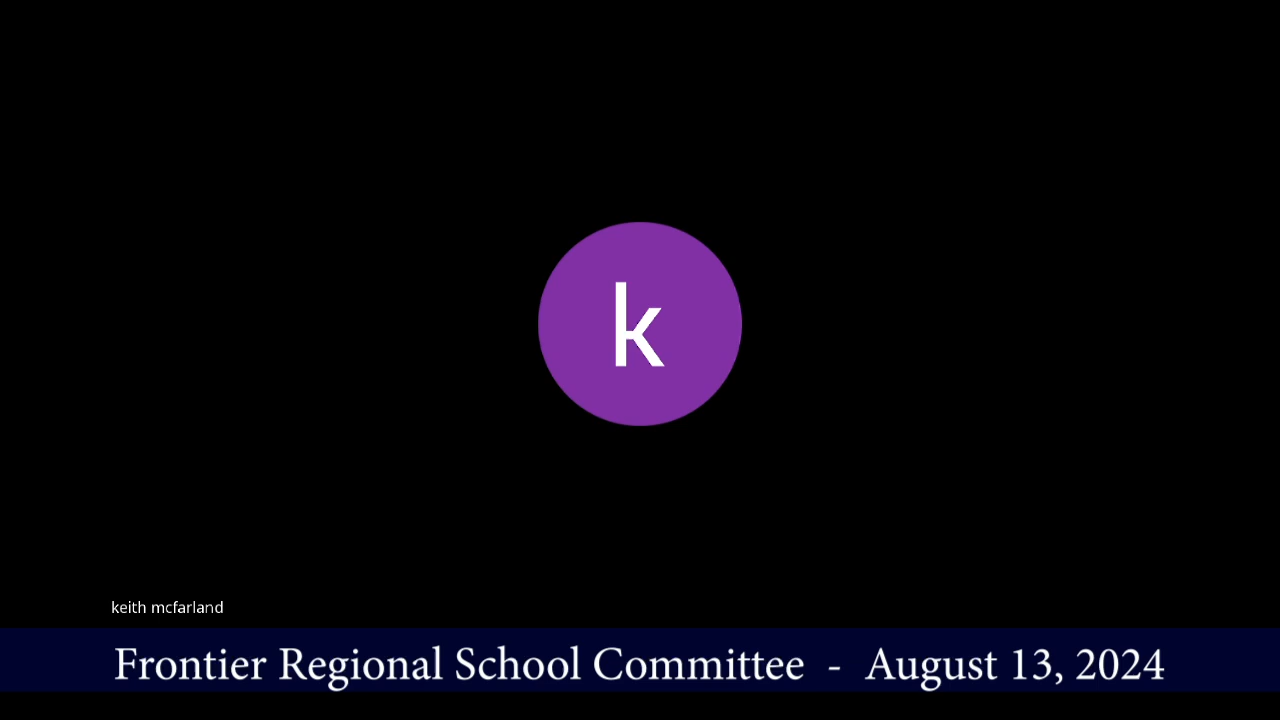 k
keith mcfarland
Frontier Regional School Committee - August 13, 2024